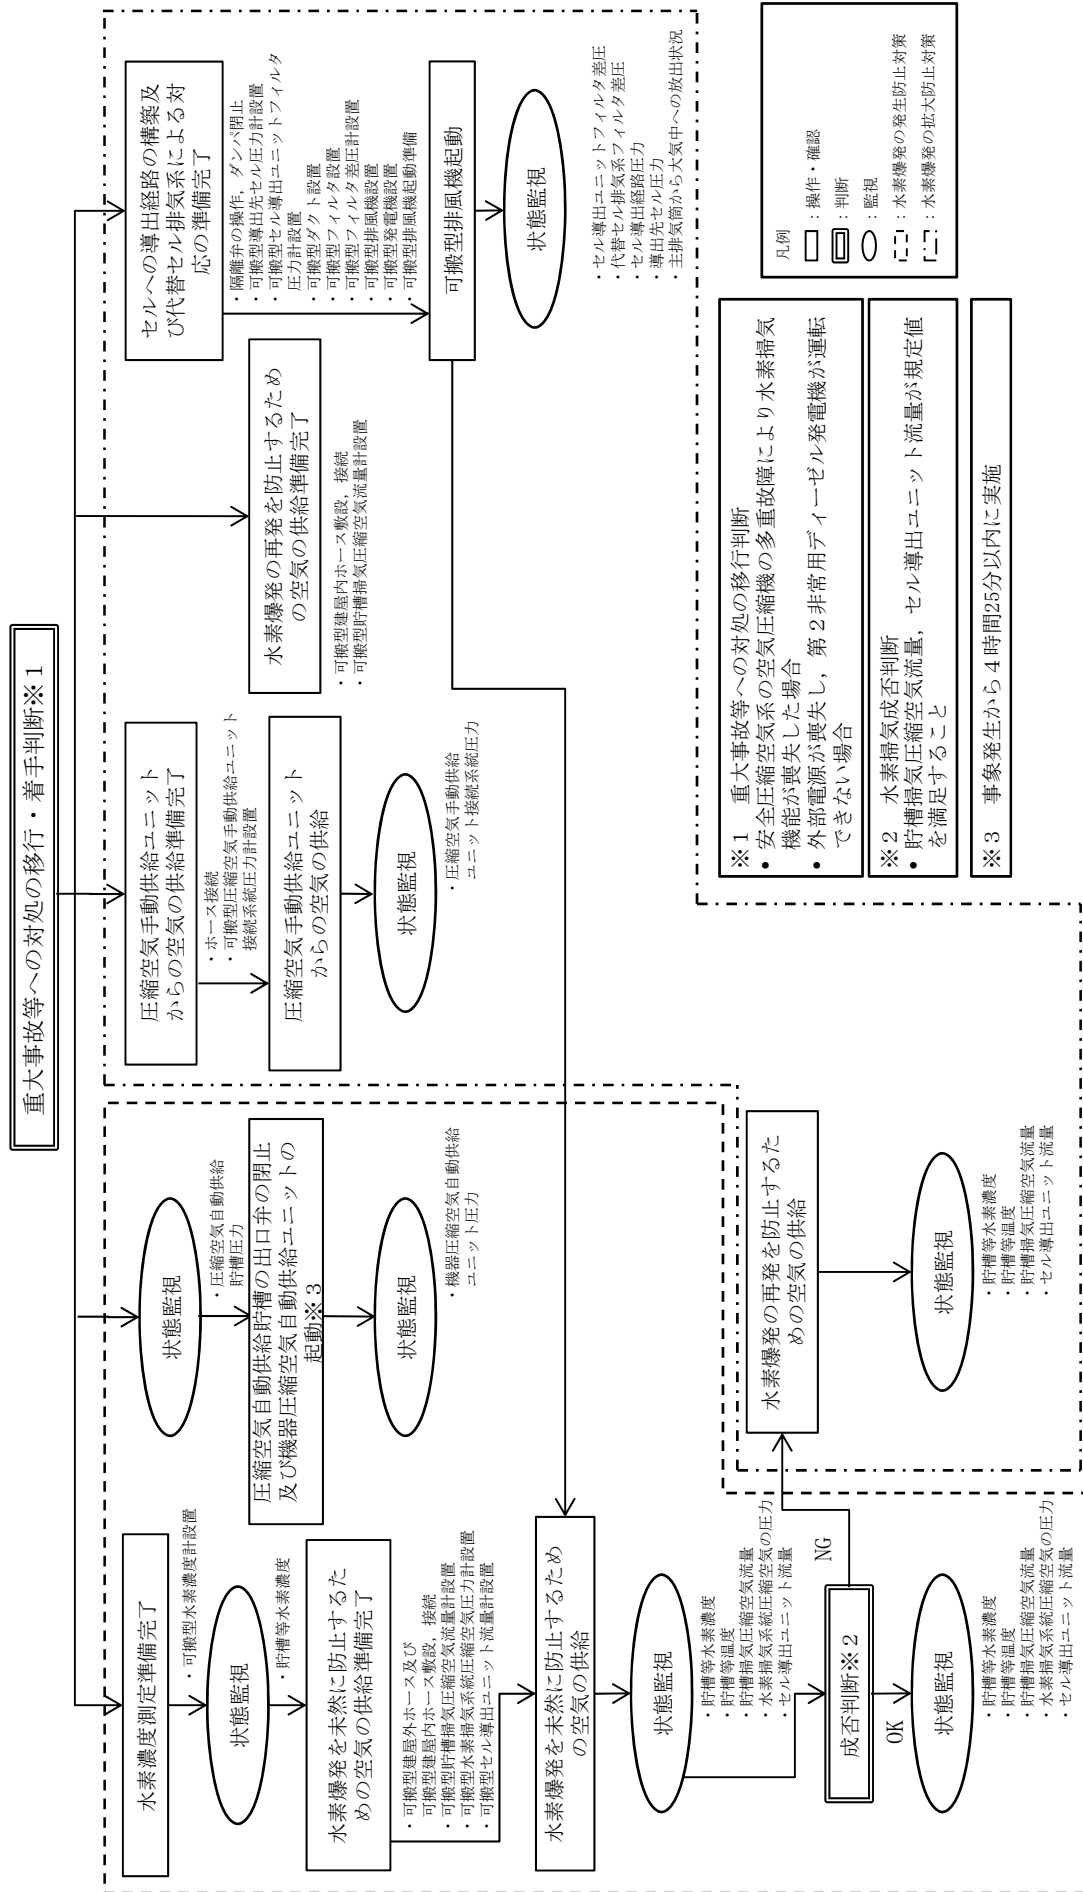 重大事故等への対処の移行・着手判断※1
水素濃度測定準備完了
・可搬型水素濃度計設置
状態監視
・貯槽等水素濃度
水素爆発を未然に防止するた
めの空気の供給準備完了
・可搬型建屋外ホース及び
可搬型建屋内ホース敷設，接続
・可搬型貯槽掃気圧縮空気流量計設置
・可搬型水素掃気系統圧縮空気圧力計設置
・可搬型セル導出ユニット流量計設置
水素爆発を未然に防止するため
の空気の供給
状態監視
・貯槽等水素濃度
・貯槽等温度
・貯槽掃気圧縮空気流量
・水素掃気系統圧縮空気の圧力
・セル導出ユニット流量
成否判断※2
NG
OK
状態監視
・貯槽等水素濃度
・貯槽等温度
・貯槽掃気圧縮空気流量
・水素掃気系統圧縮空気の圧力
・セル導出ユニット流量
状態監視
・圧縮空気自動供給
貯槽圧力
圧縮空気自動供給貯槽の出口弁の閉止
及び機器圧縮空気自動供給ユニットの
起動※3
状態監視
・機器圧縮空気自動供給
ユニット圧力
水素爆発の再発を防止するた
めの空気の供給
状態監視
・貯槽等水素濃度
・貯槽等温度
・貯槽掃気圧縮空気流量
・セル導出ユニット流量
圧縮空気手動供給ユニット
からの空気の供給準備完了
・ホース接続
・可搬型圧縮空気手動供給ユニット
接続系統圧力計設置
圧縮空気手動供給ユニット
からの空気の供給
状態監視
・圧縮空気手動供給
ユニット接続系統圧力
水素爆発の再発を防止するため
の空気の供給準備完了
・可搬型建屋内ホース敷設，接続
・可搬型貯槽掃気圧縮空気流量計設置
セルへの導出経路の構築及
び代替セル排気系による対
応の準備完了
・隔離弁の操作，ダンパ閉止
・可搬型導出先セル圧力計設置
・可搬型セル導出ユニットフィルタ
圧力計設置
・可搬型ダクト設置
・可搬型フィルタ設置
・可搬型フィルタ差圧計設置
・可搬型排風機設置
・可搬型発電機設置
・可搬型排風機起動準備
可搬型排風機起動
状態監視
・セル導出ユニットフィルタ差圧
・代替セル排気系フィルタ差圧
・セル導出経路圧力
・導出先セル圧力
・主排気筒から大気中への放出状況
※1　重大事故等への対処の移行判断
・安全圧縮空気系の空気圧縮機の多重故障により水素掃気
機能が喪失した場合
・外部電源が喪失し，第２非常用ディーゼル発電機が運転
できない場合
※2　水素掃気成否判断
・貯槽掃気圧縮空気流量，セル導出ユニット流量が規定値
を満足すること
※3　事象発生から４時間25分以内に実施
凡例
：操作・確認
：判断
：監視
：水素爆発の発生防止対策
：水素爆発の拡大防止対策